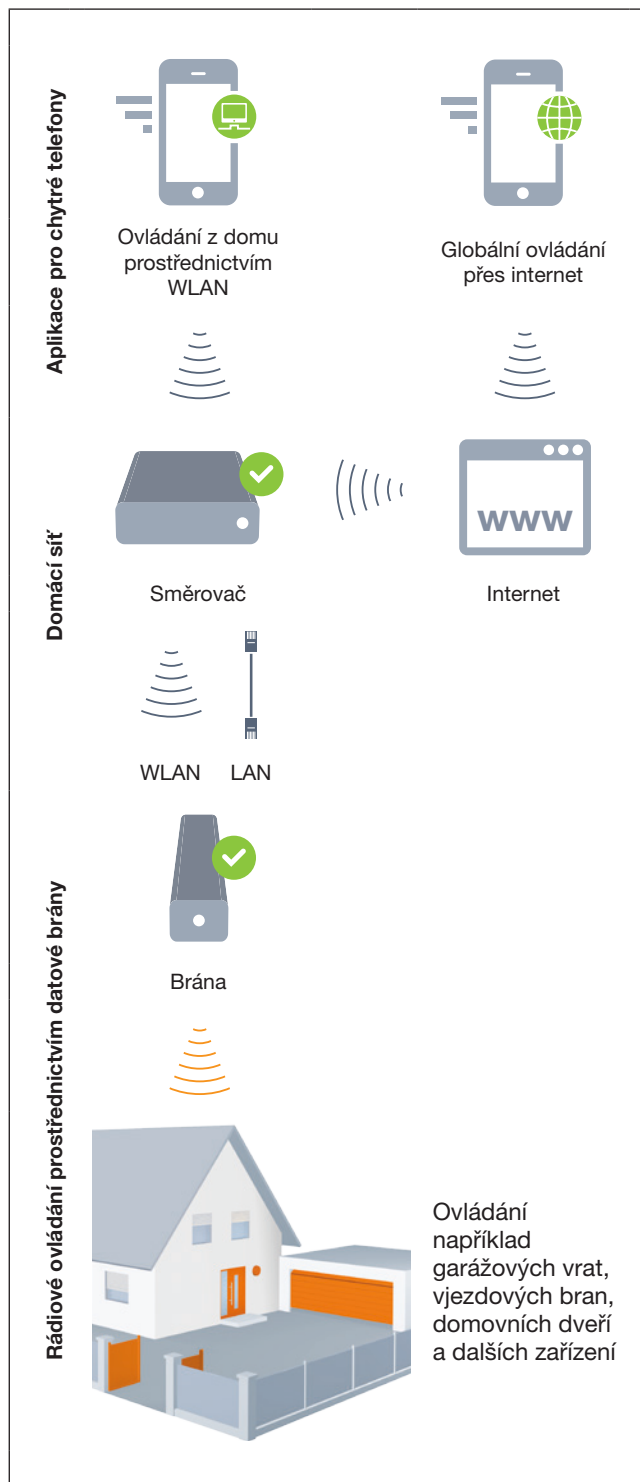 Aplikace pro chytré telefony
Ovládání z domu
prostřednictvím
WLAN
Globální ovládání
přes internet
Domácí síť
www
Směrovač
Internet
WLAN
LAN
Rádiové ovládání prostřednictvím datové brány
Brána
Ovládání
například
garážových vrat,
vjezdových bran,
domovních dveří
a dalších zařízení